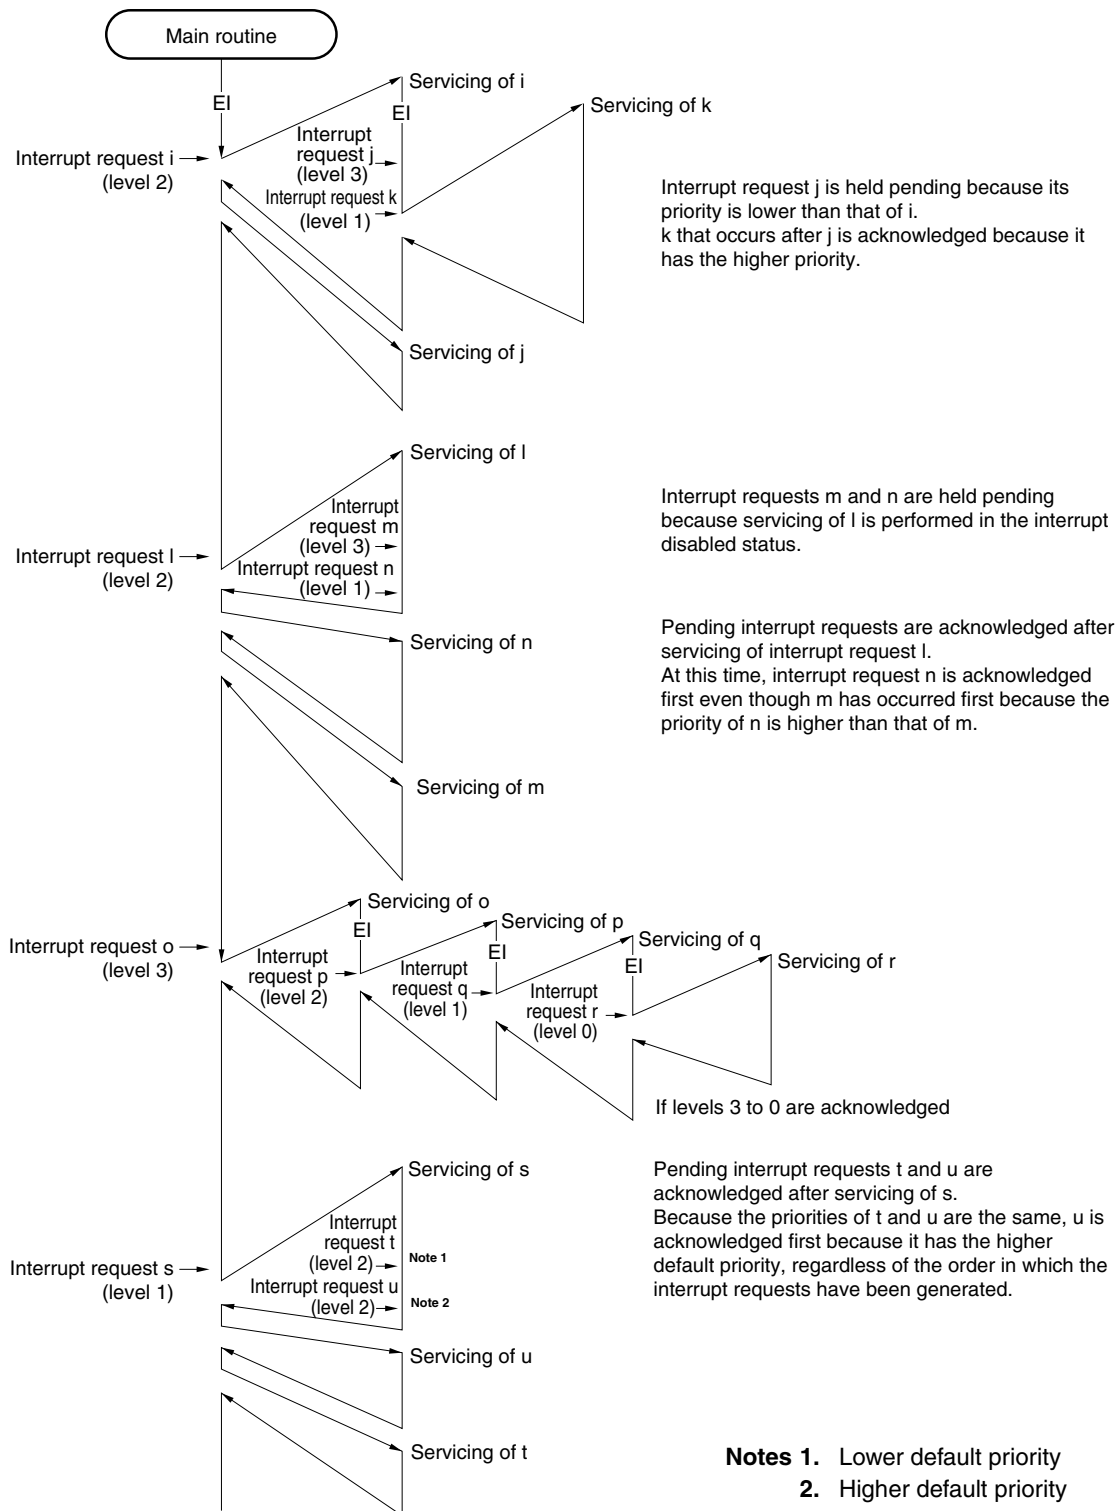 Main routine
EI
Servicing of i
EI
Servicing of k
Interrupt request i
(level 2)
Interrupt
request j
(level 3)
Interrupt request k
(level 1)
Interrupt request j is held pending because its
priority is lower than that of i.
k that occurs after j is acknowledged because it
has the higher priority.
Servicing of j
Servicing of l
Interrupt request l
(level 2)
Interrupt
request m
(level 3)
Interrupt request n
(level 1)
Interrupt requests m and n are held pending
because servicing of l is performed in the interrupt
disabled status.
Servicing of n
Pending interrupt requests are acknowledged after
servicing of interrupt request l.
At this time, interrupt request n is acknowledged
first even though m has occurred first because the
priority of n is higher than that of m.
Servicing of m
Interrupt request o
(level 3)
Servicing of o
EI
Interrupt
request p
(level 2)
Servicing of p
EI
Interrupt
request q
(level 1)
Servicing of q
EI
Interrupt
request r
(level 0)
Servicing of r
If levels 3 to 0 are acknowledged
Servicing of s
Interrupt request s
(level 1)
Interrupt
request t
(level 2)
Note 1
Interrupt request u
(level 2)
Note 2
Pending interrupt requests t and u are
acknowledged after servicing of s.
Because the priorities of t and u are the same, u is
acknowledged first because it has the higher
default priority, regardless of the order in which the
interrupt requests have been generated.
Servicing of u
Servicing of t
Notes 1. Lower default priority
2. Higher default priority